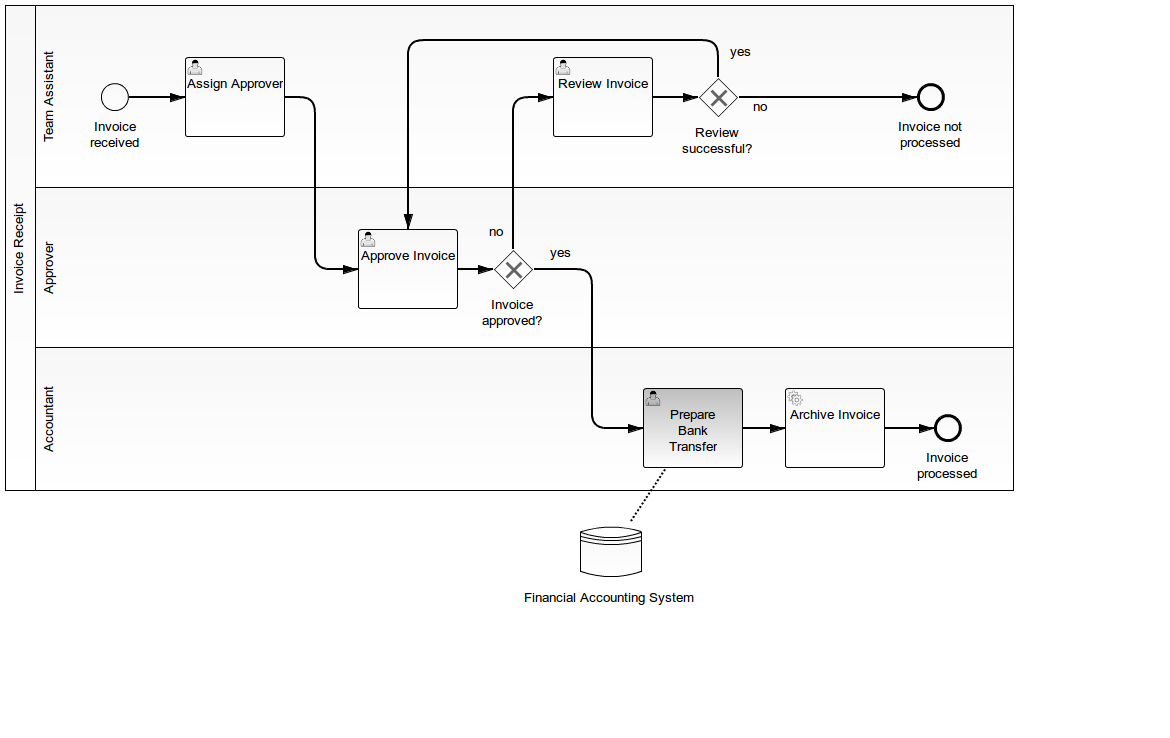 Invoice Receipt
Team Assistant
Invoice
received
Assign Approver
Review Invoice
yes
no
Review
successful?
Invoice not
processed
Approver
Approve Invoice
no
yes
Invoice
approved?
Accountant
Prepare
Bank
Transfer
Archive Invoice
Invoice
processed
Financial Accounting System